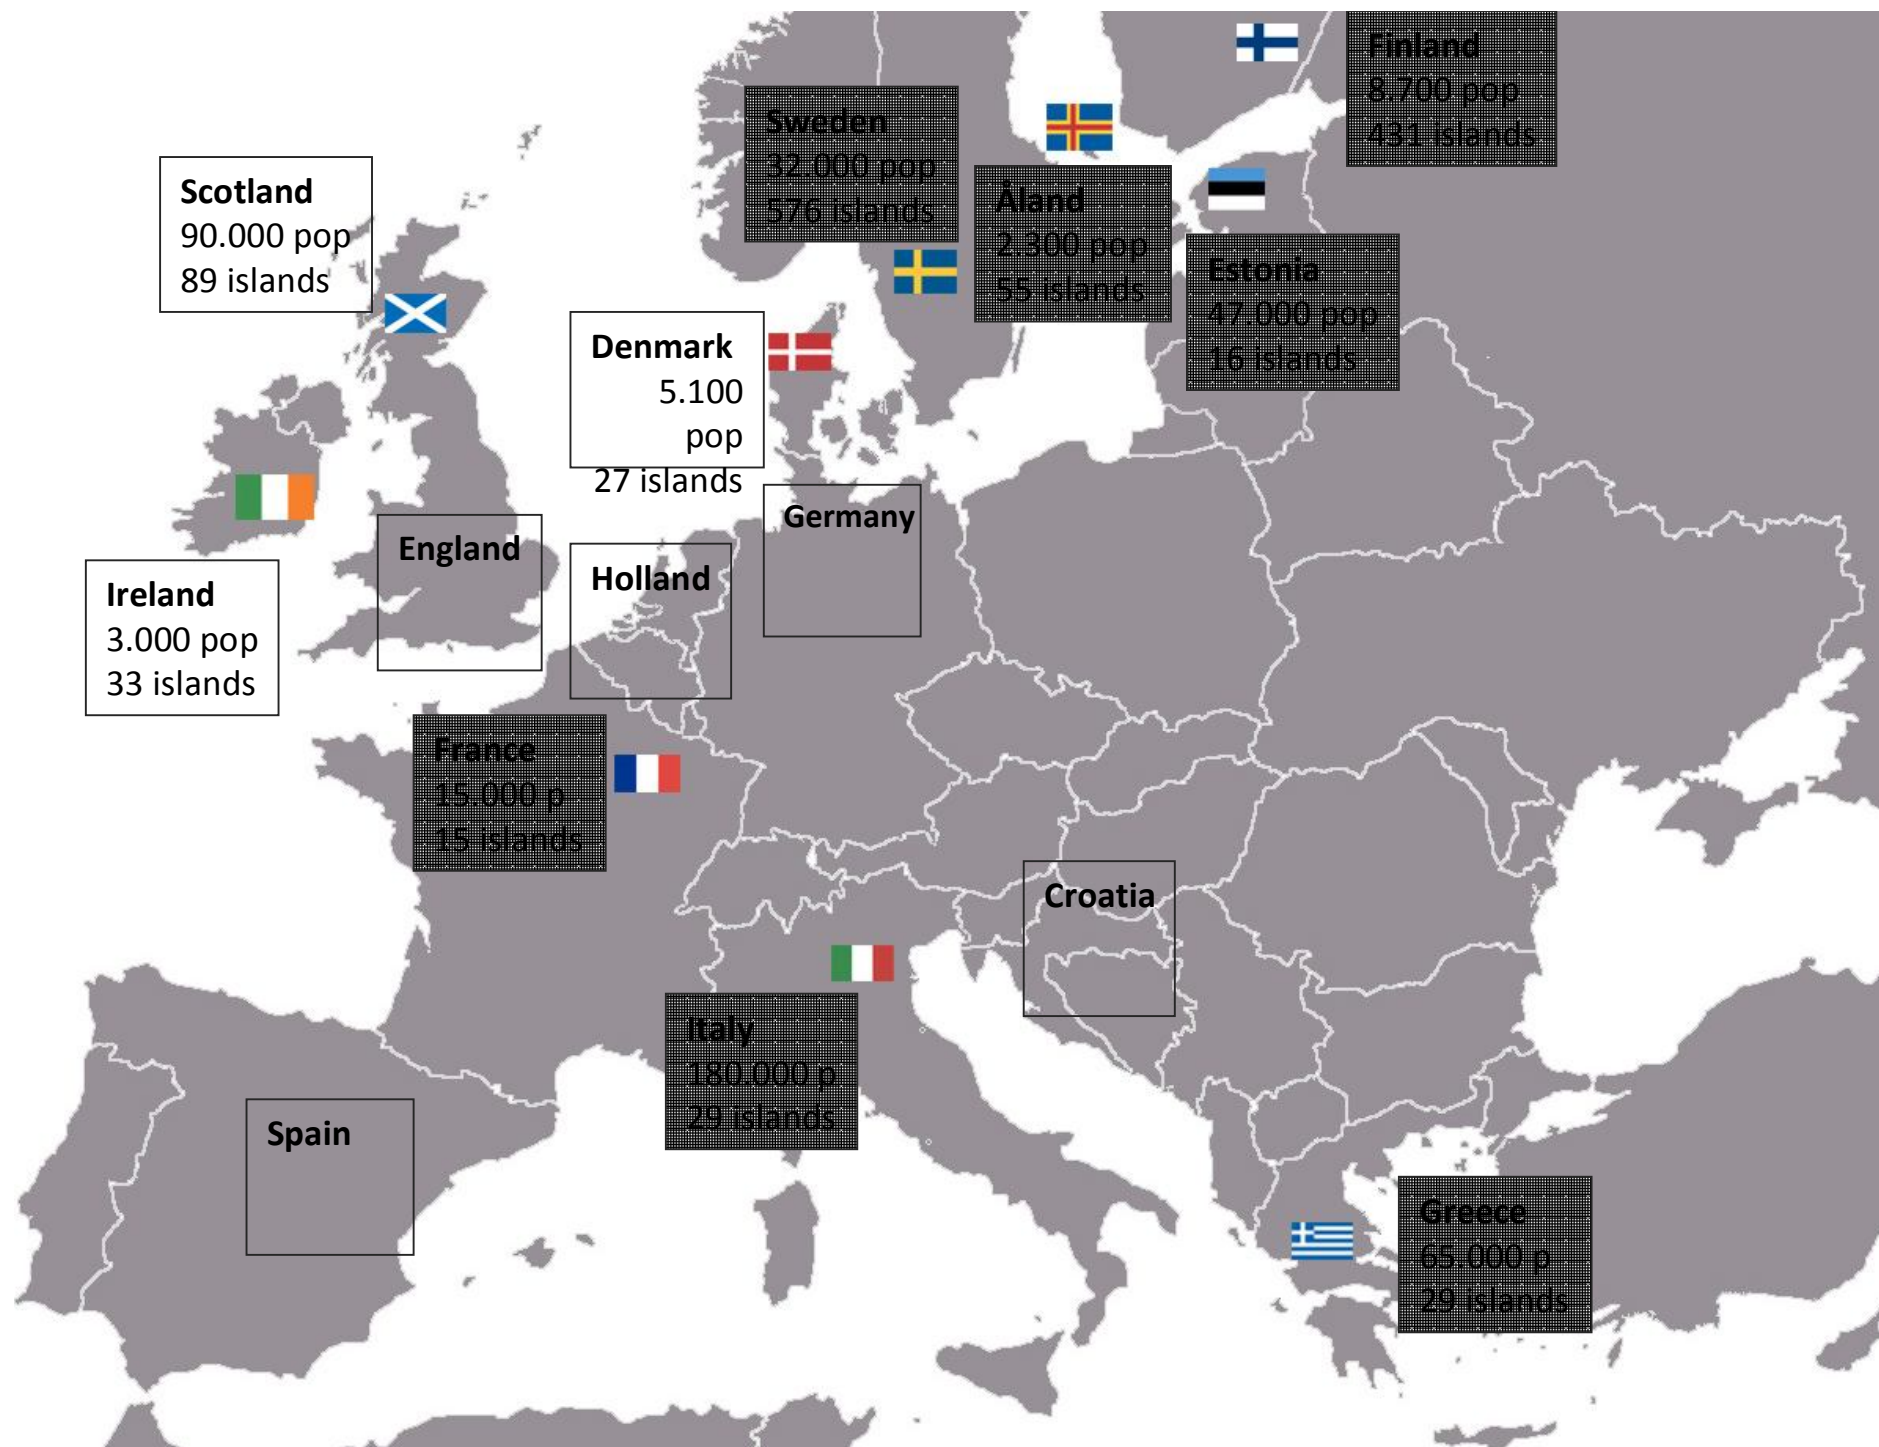 Finland
8.700 pop
431 islands
Sweden
32.000 pop
576 islands
Scotland
90.000 pop
89 islands
Åland
2.300 pop
55 islands
Estonia
47.000 pop
16 islands
Denmark
5.100
pop
27 islands
Germany
England
Holland
Ireland
3.000 pop
33 islands
France
15.000 p
15 islands
Croatia
Italy
180.000 p
29 islands
Spain
Greece
65.000 p
29 islands